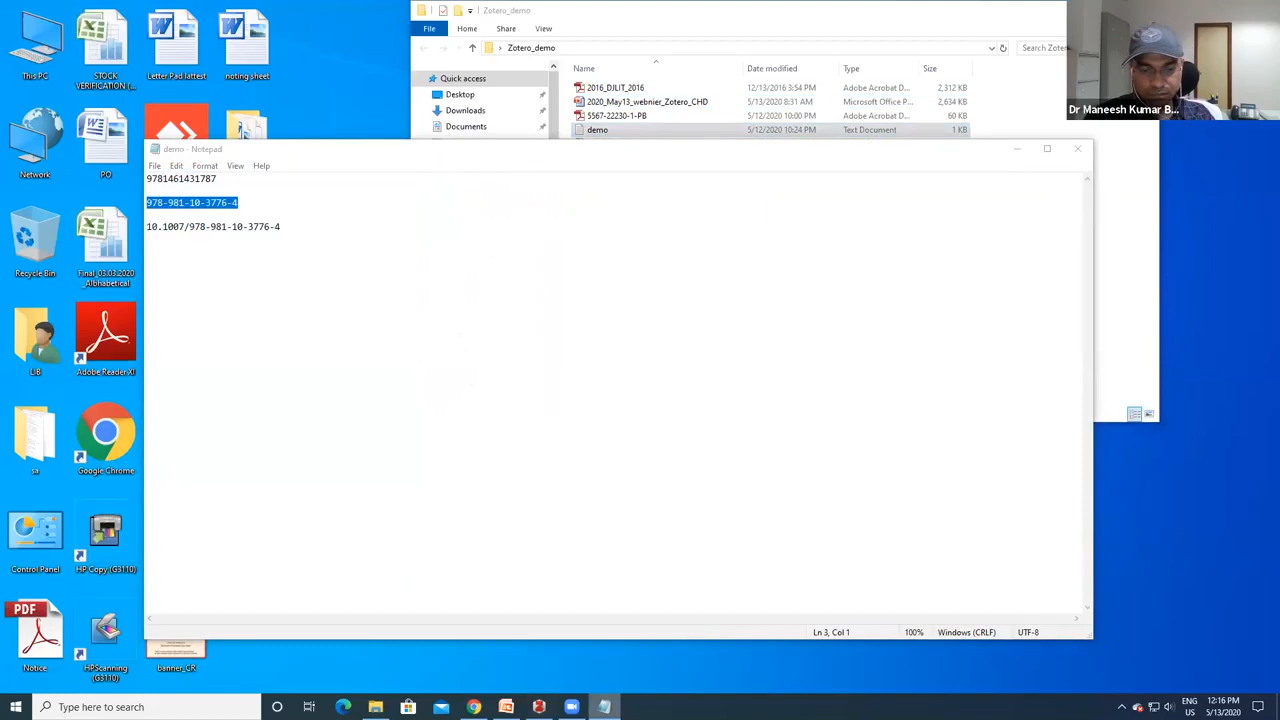 Zotero_demo
File Home Share View
Zotero_demo
Search Zoter
Quick access
Desktop
Downloads
Documents
Name Date modified Type Size
2016_DJLIT_2016 12/13/2016 3:54 PM Adobe Acrobat D... 2,312 KB
2020_May13_webnier_Zotero_CHD 5/13/2020 8:31 AM Microsoft Office P... 2,634 KB
5567-22230-1-PB 5/12/2020 10:00 PM Adobe Acrobat D... 60 KB
demo 5/12/2020 10:24 PM Text Document 1 KB
Dr Maneesh Kumar B...
demo - Notepad
File Edit Format View Help
9781461431787
978-981-10-3776-4
10.1007/978-981-10-3776-4
Ln 3, Col 1 100% Windows (CRLF) UTF-8
This PC
STOCK
VERIFICATION (...
Letter Pad lattest
noting sheet
Network
PO
Recycle Bin
Final_03.03.2020
_Albhabetical
LIB
Adobe Reader XI
sa
Google Chrome
Control Panel
HP Copy (G3110)
PDF
Notice
HPScanning
(G3110)
banner_CR
Type here to search
ENG
US
12:16 PM
5/13/2020